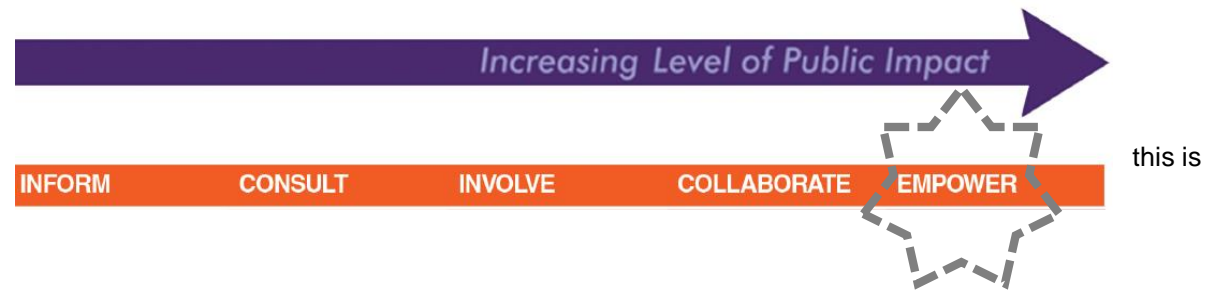 Increasing Level of Public Impact
this is
INFORM CONSULT INVOLVE COLLABORATE EMPOWER